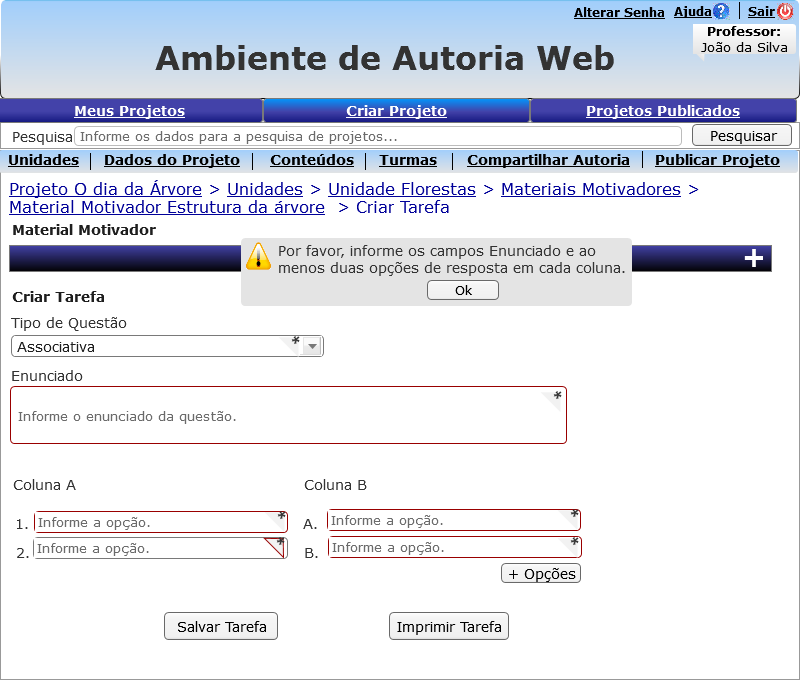 Alterar Senha Ajuda ? Sair
Professor:
João da Silva
Ambiente de Autoria Web
Meus Projetos Criar Projeto Projetos Publicados
Pesquisa Informe os dados para a pesquisa de projetos... Pesquisar
Unidades | Dados do Projeto | Conteúdos | Turmas | Compartilhar Autoria | Publicar Projeto
Projeto O dia da Árvore > Unidades > Unidade Florestas > Materiais Motivadores >
Material Motivador Estrutura da árvore > Criar Tarefa
Material Motivador
+
Por favor, informe os campos Enunciado e ao
menos duas opções de resposta em cada coluna.
Ok
Criar Tarefa
Tipo de Questão
Associativa *
Enunciado
Informe o enunciado da questão. *
Coluna A Coluna B
1. Informe a opção. * A. Informe a opção. *
2. Informe a opção. * B. Informe a opção. *
+ Opções
Salvar Tarefa Imprimir Tarefa